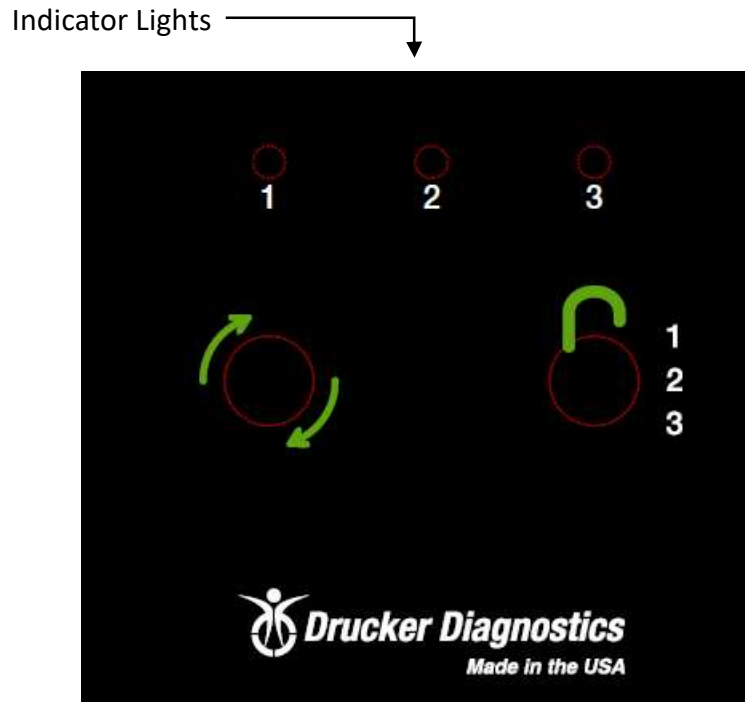 Indicator Lights
1 2 3
1
2
3
Drucker Diagnostics
Made in the USA